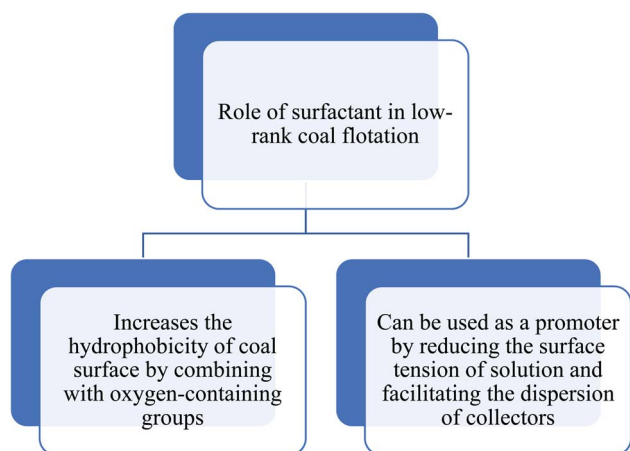 Role of surfactant in low-
rank coal flotation
Increases the
hydrophobicity of coal
surface by combining
with oxygen-containing
groups
Can be used as a promoter
by reducing the surface
tension of solution and
facilitating the dispersion
of collectors